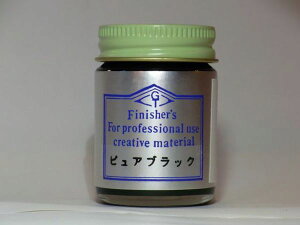 G
Finisher's
For professional use
creative material
ピュアブラック